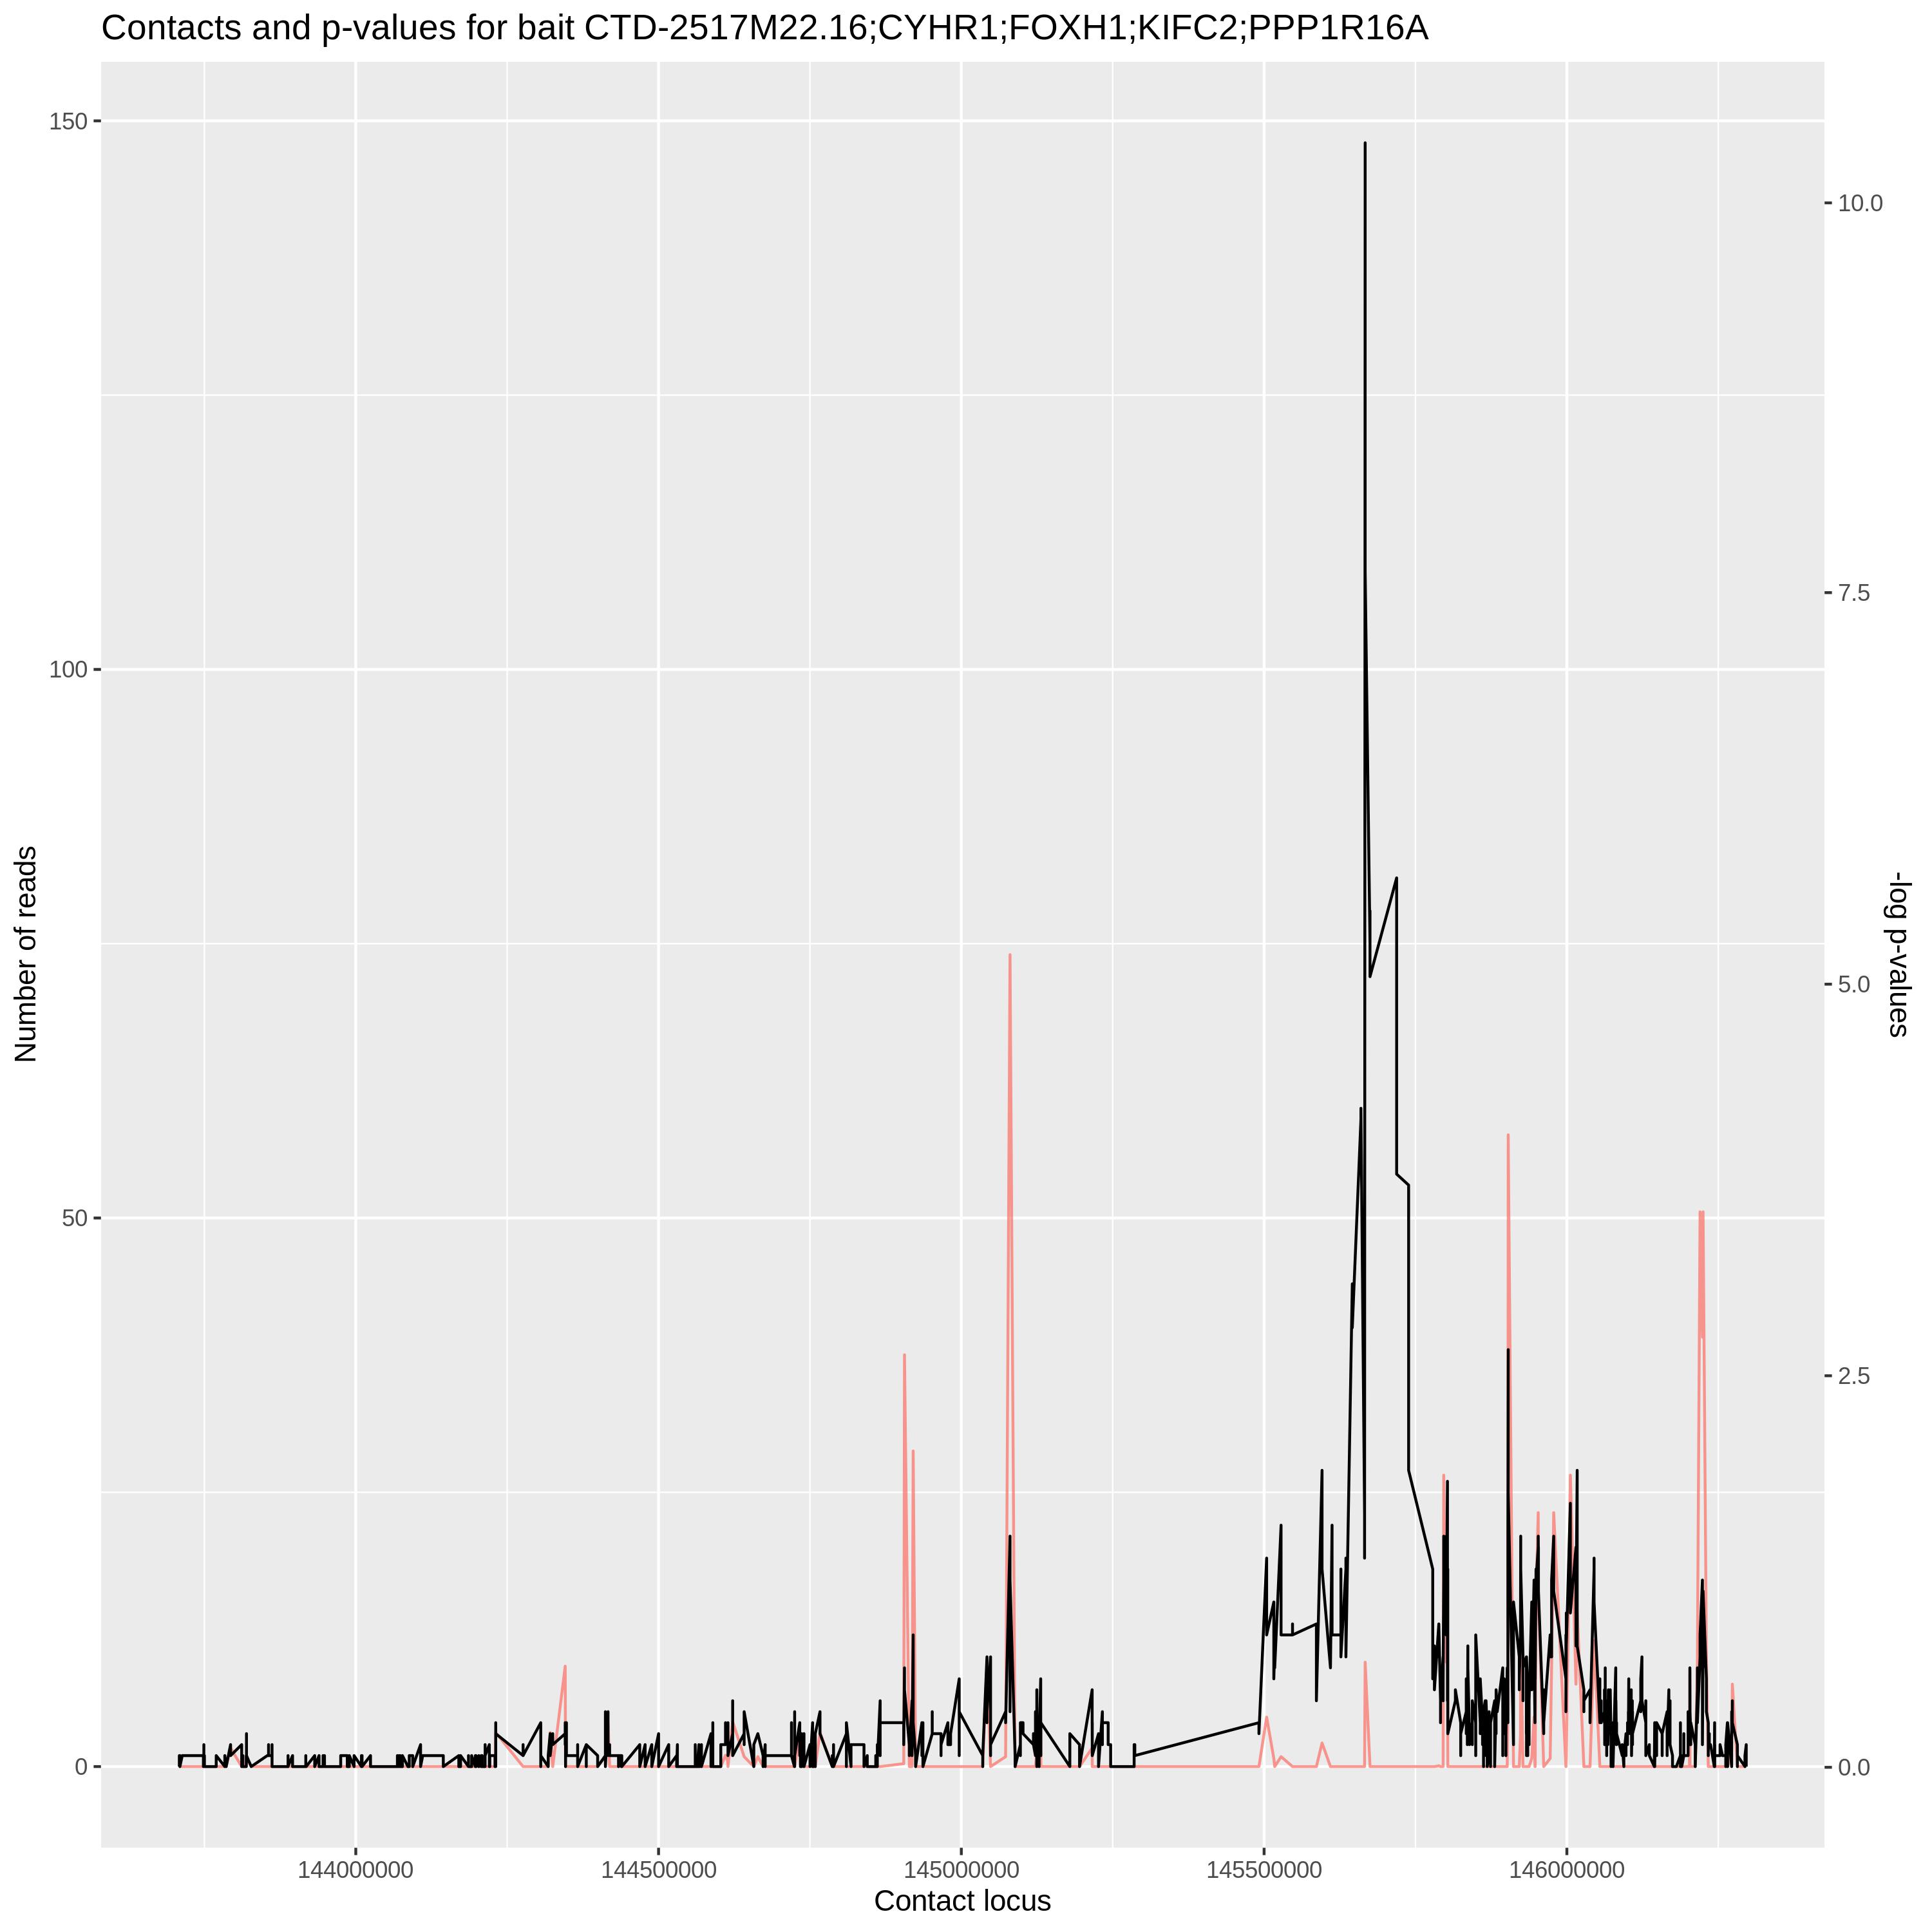 Contacts and p-values for bait CTD-2517M22.16;CYHR1;FOXH1;KIFC2;PPP1R16A
150
100
50
0
Number of reads
10.0
7.5
5.0
2.5
0.0
-log p-values
144000000 144500000 145000000 145500000 146000000
Contact locus